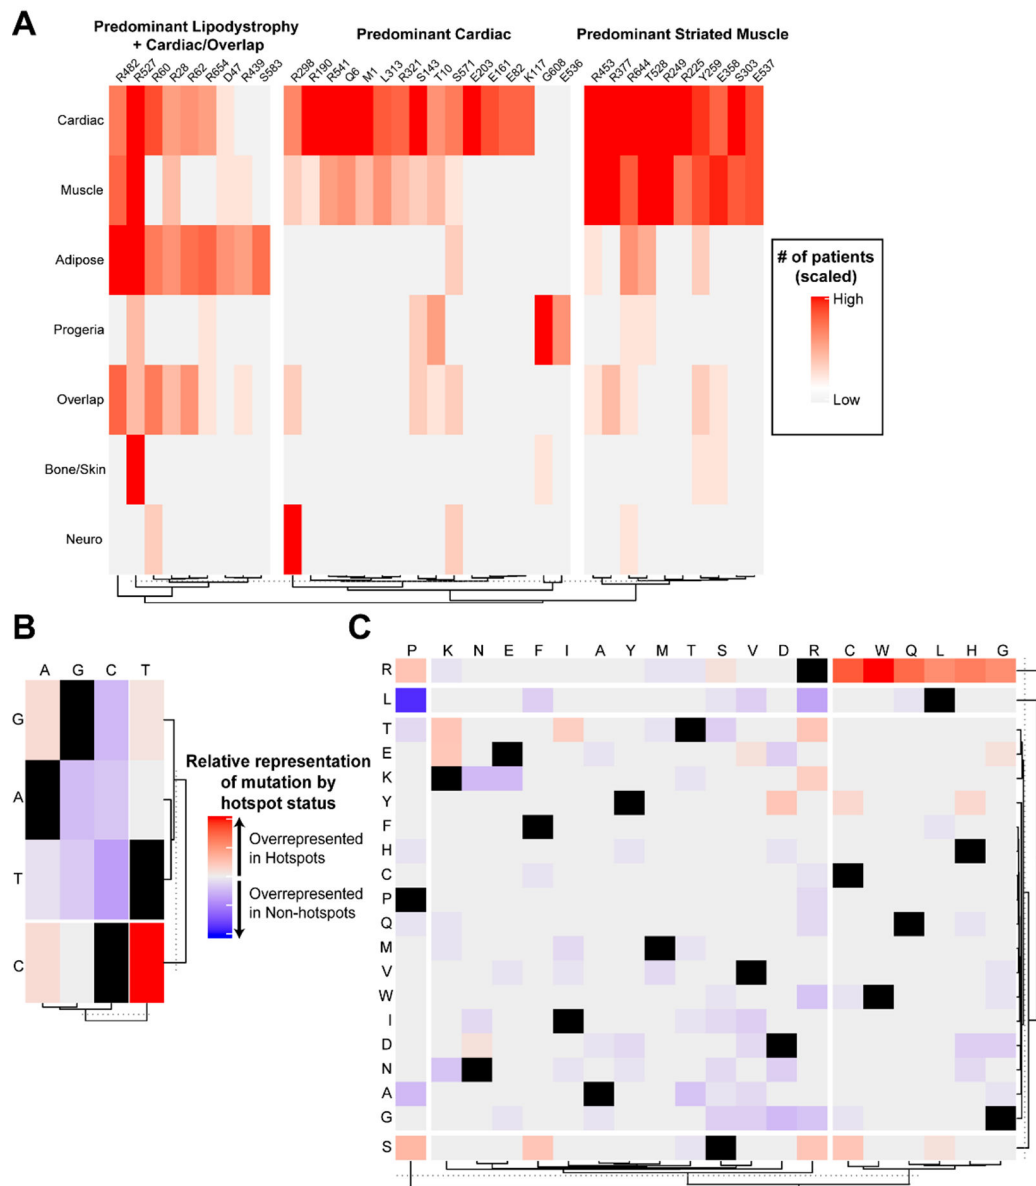 A
Predominant Lipodystrophy
+ Cardiac/Overlap
Predominant Cardiac
Predominant Striated Muscle
R482 R527 R60 R28 R62 R654 D47 R439 S583
R298 R190 R541 Q6 M1 L313 R321 S143 T10 S571 E203 E161 E82 K117 G608 E536
R453 R377 R644 T528 R249 R225 Y259 E358 S303 E537
Cardiac
Muscle
Adipose
Progeria
Overlap
Bone/Skin
Neuro
# of patients
(scaled)
High
Low
B
A G C T
G
A
T
C
Relative representation
of mutation by
hotspot status
Overrepresented
in Hotspots
Overrepresented
in Non-hotspots
C
P K N E F I A Y M T S V D R C W Q L H G
R
L
T
E
K
Y
F
H
C
P
Q
M
V
W
I
D
N
A
G
S